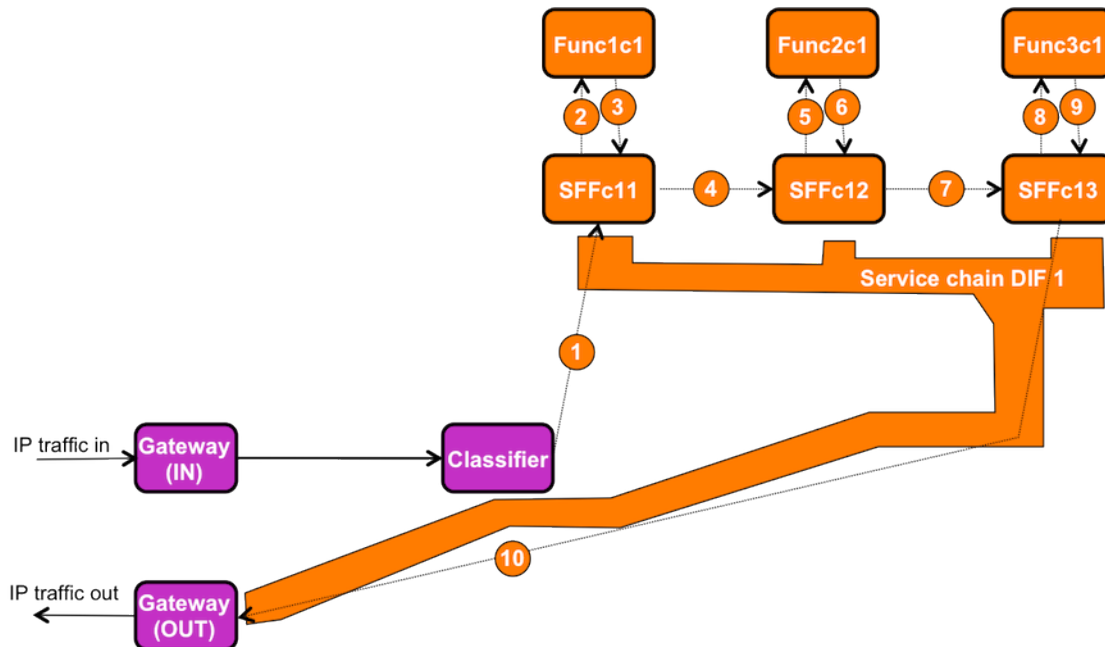 Func1c1
Func2c1
Func3c1
2
3
5
6
8
9
SFFc11
4
SFFc12
7
SFFc13
Service chain DIF 1
1
IP traffic in
Gateway
(IN)
Classifier
10
IP traffic out
Gateway
(OUT)